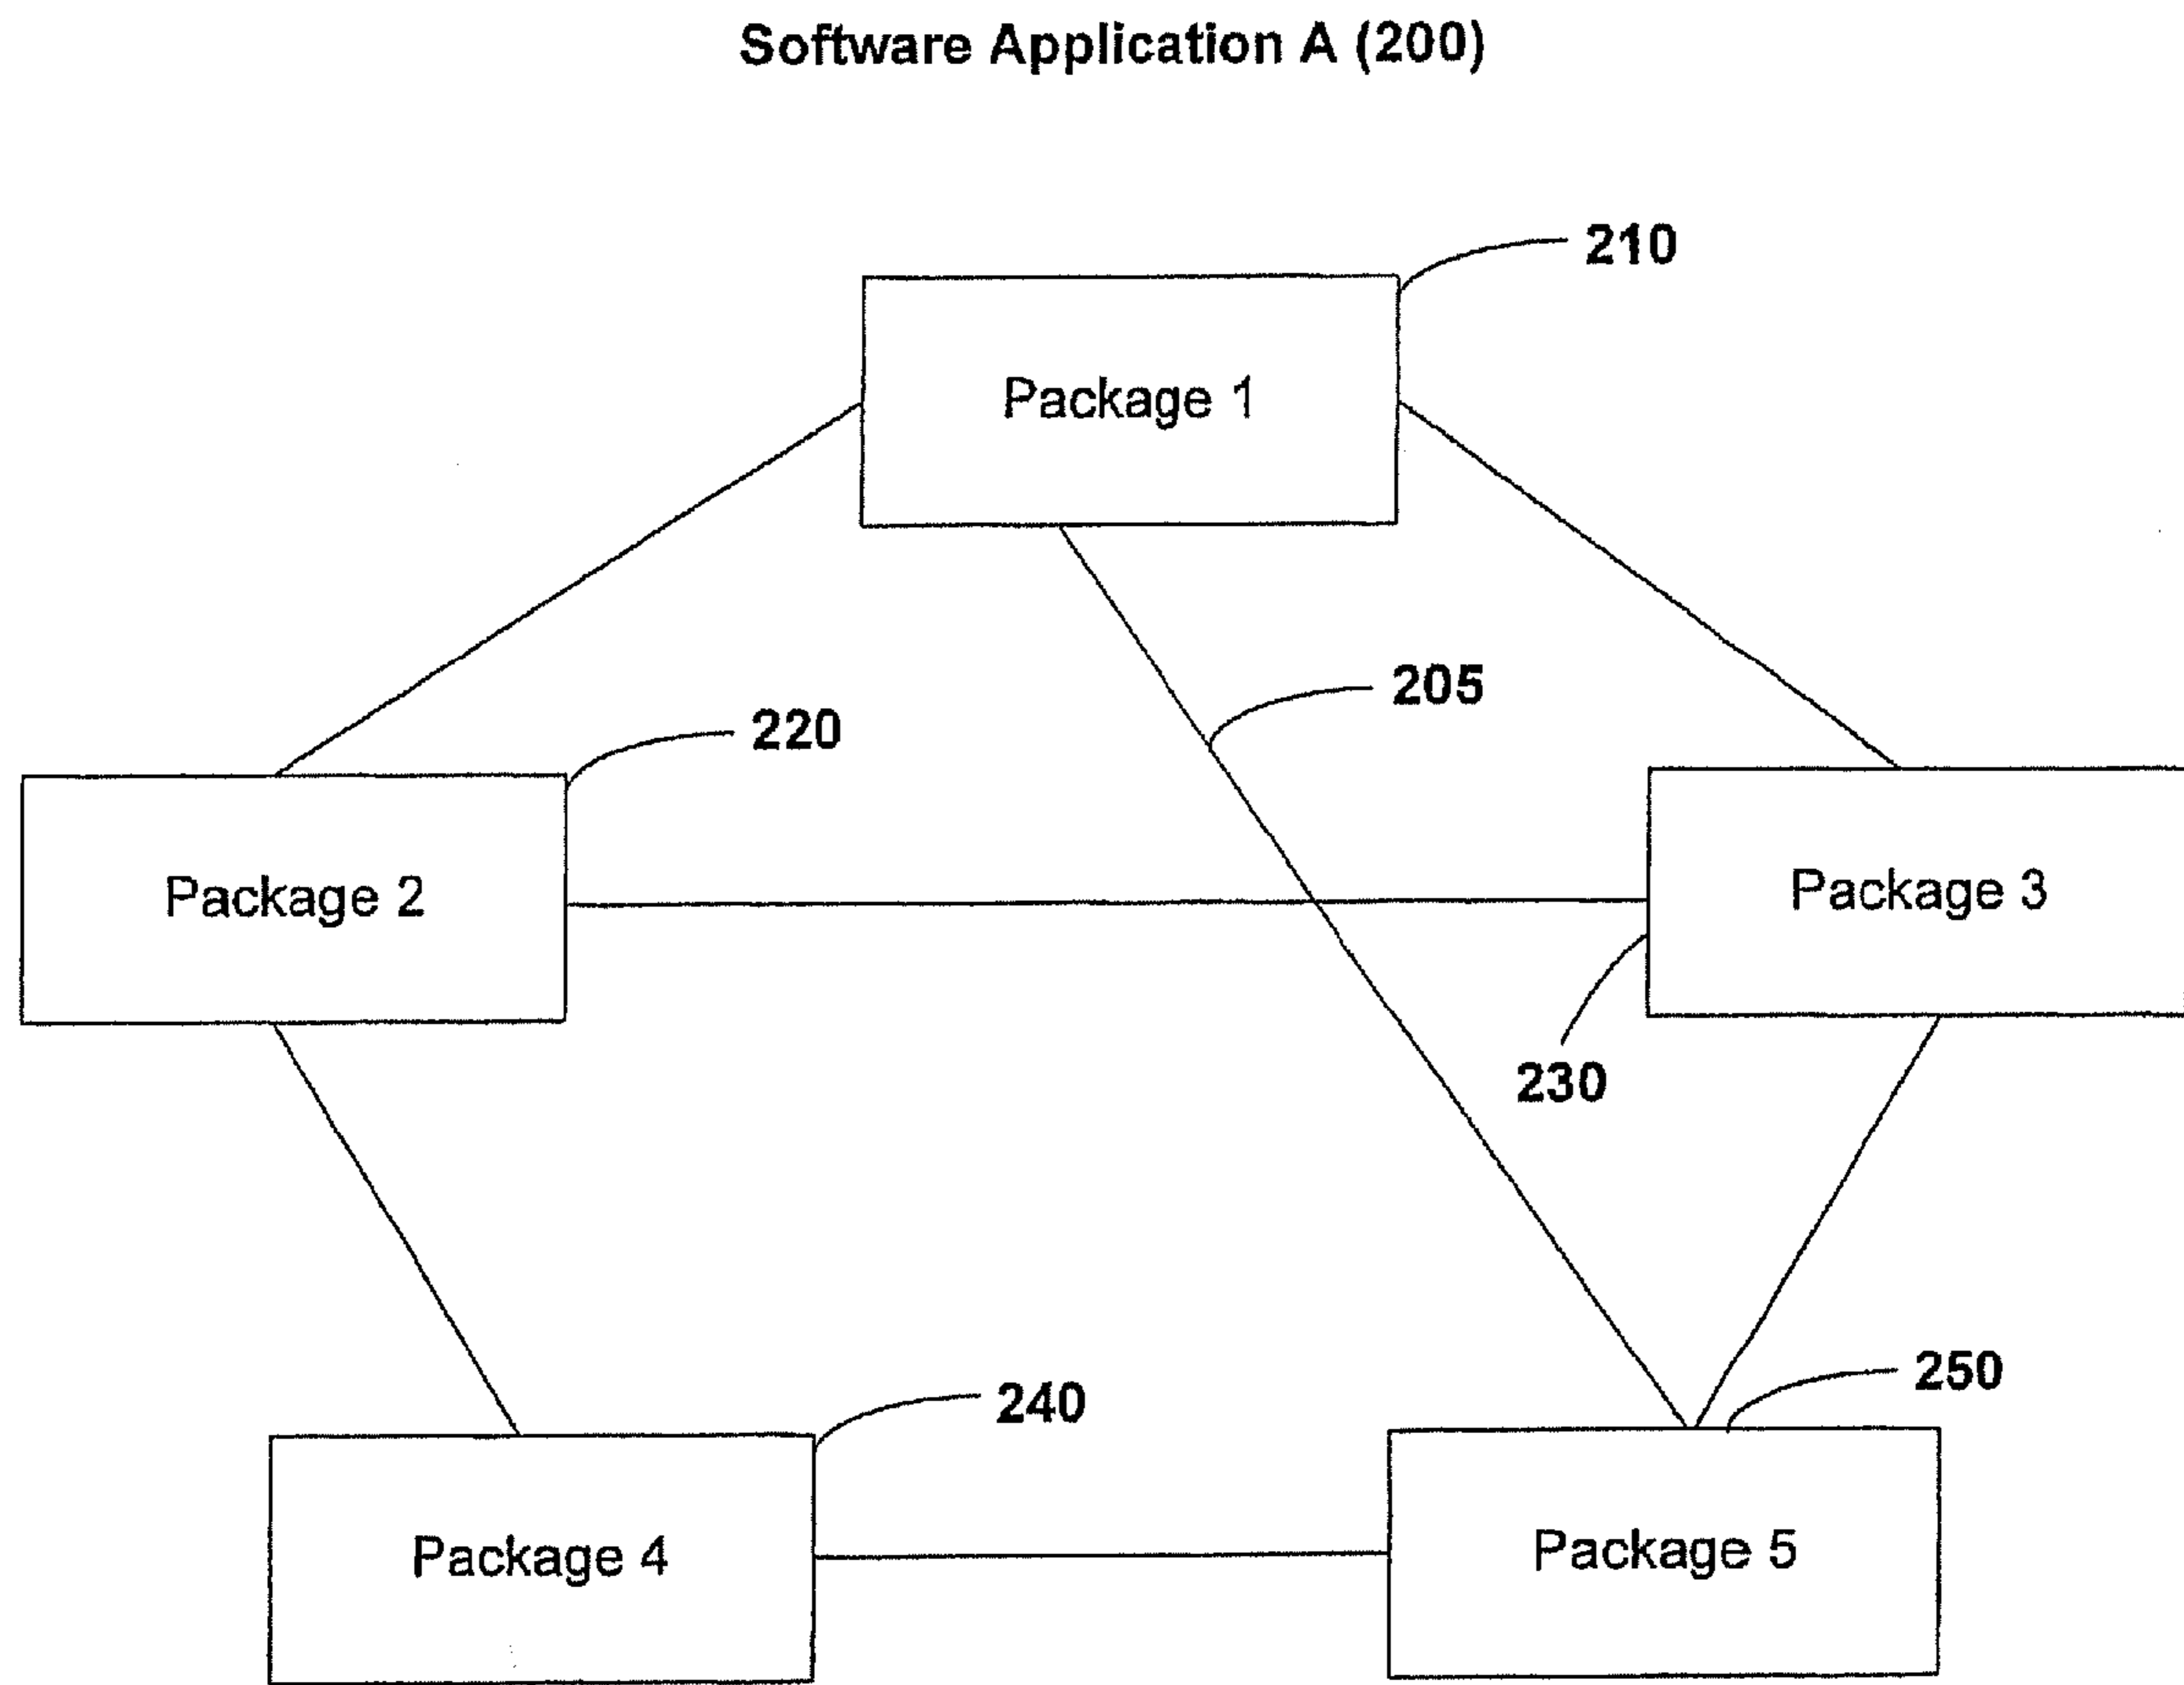 Software Application A (200)
210
Package 1
205
220
Package 2
Package 3
230
250
240
Package 4
Package 5